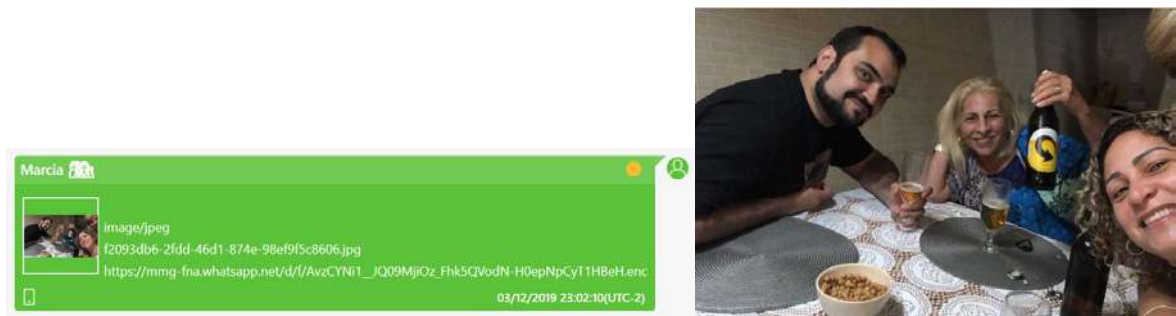 Marcia
image/jpeg
f2093db6-2fdd-46d1-874e-98ef9f5c8606.jpg
https://mmg-fna.whatsapp.net/d/f/AvzCYNi1__JQ09MjiOz_Fhk5QVodN-H0epNpCyT1HBeH.enc
03/12/2019 23:02:10(UTC-2)